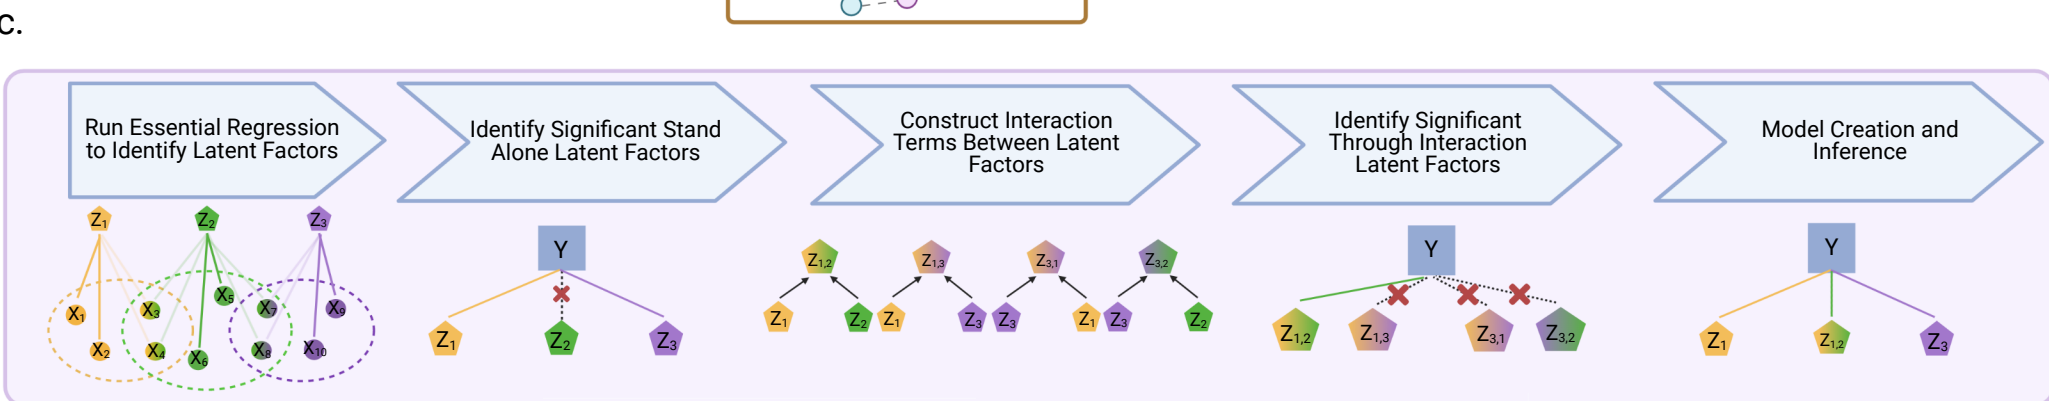 c.
Run Essential Regression
to Identify Latent Factors
Identify Significant Stand
Alone Latent Factors
Construct Interaction
Terms Between Latent
Factors
Identify Significant
Through Interaction
Latent Factors
Model Creation and
Inference
Z1 Z2 Z3
X1 X2 X3 X4 X5 X6 X7 X8 X9 X10
Y
Z1 Z2 Z3
Z1,2 Z1,3 Z3,1 Z3,2
Z1 Z2 Z1 Z3 Z3 Z1 Z3 Z2
Y
Z1,2 Z1,3 Z3,1 Z3,2
Y
Z1 Z1,2 Z3